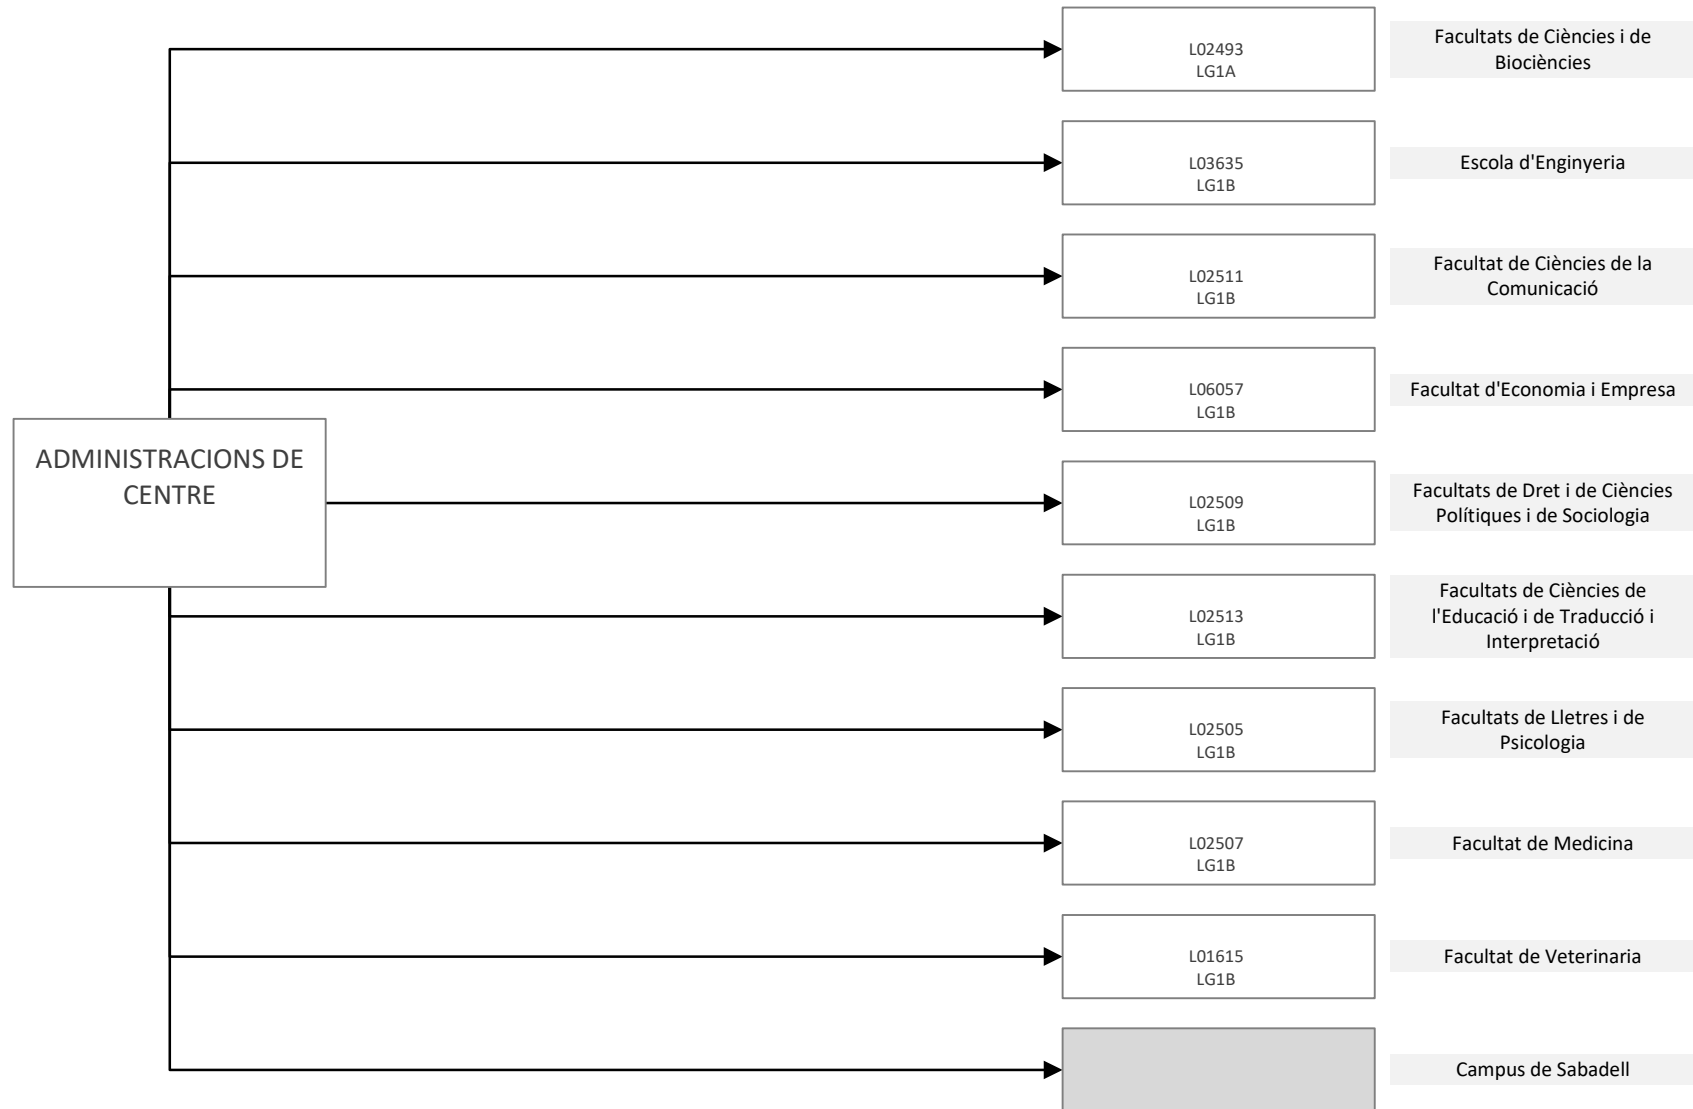 L02493
LG1A
Facultats de Ciències i de
Biociències
L03635
LG1B
Escola d'Enginyeria
L02511
LG1B
Facultat de Ciències de la
Comunicació
L06057
LG1B
Facultat d'Economia i Empresa
ADMINISTRACIONS DE
CENTRE
L02509
LG1B
Facultats de Dret i de Ciències
Polítiques i de Sociologia
L02513
LG1B
Facultats de Ciències de
l'Educació i de Traducció i
Interpretació
L02505
LG1B
Facultats de Lletres i de
Psicologia
L02507
LG1B
Facultat de Medicina
L01615
LG1B
Facultat de Veterinaria
Campus de Sabadell